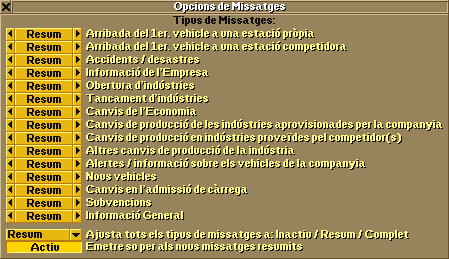 Opcions de Missatges
Tipus de Missatges:
Resum Arribada del 1er. vehicle a una estació pròpia
Resum Arribada del 1er. vehicle a una estació competidora
Resum Accidents / desastres
Resum Informació de l'Empresa
Resum Obertura d'indústries
Resum Tancament d'indústries
Resum Canvis de l'Economia
Resum Canvis de producció de les indústries aprovisionades per la companyia
Resum Canvis de producció en indústries proveïdes pel competidor(s)
Resum Altres canvis de producció de la indústria
Resum Alertes / informació sobre els vehicles de la companyia
Resum Nous vehicles
Resum Canvis en l'admissió de càrrega
Resum Subvencions
Resum Informació General
Resum Ajusta tots els tipus de missatges a: Inactiu / Resum / Complet
Actiu Emetre so per als nous missatges resumits